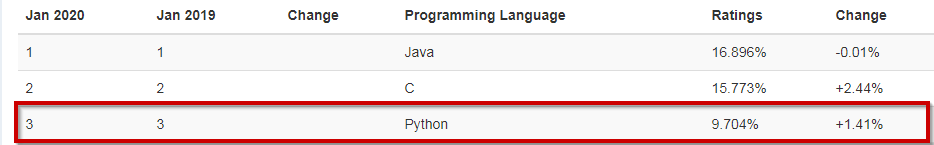 Jan 2020 Jan 2019 Change Programming Language Ratings Change
1 1 Java 16.896% -0.01%
2 2 C 15.773% +2.44%
3 3 Python 9.704% +1.41%